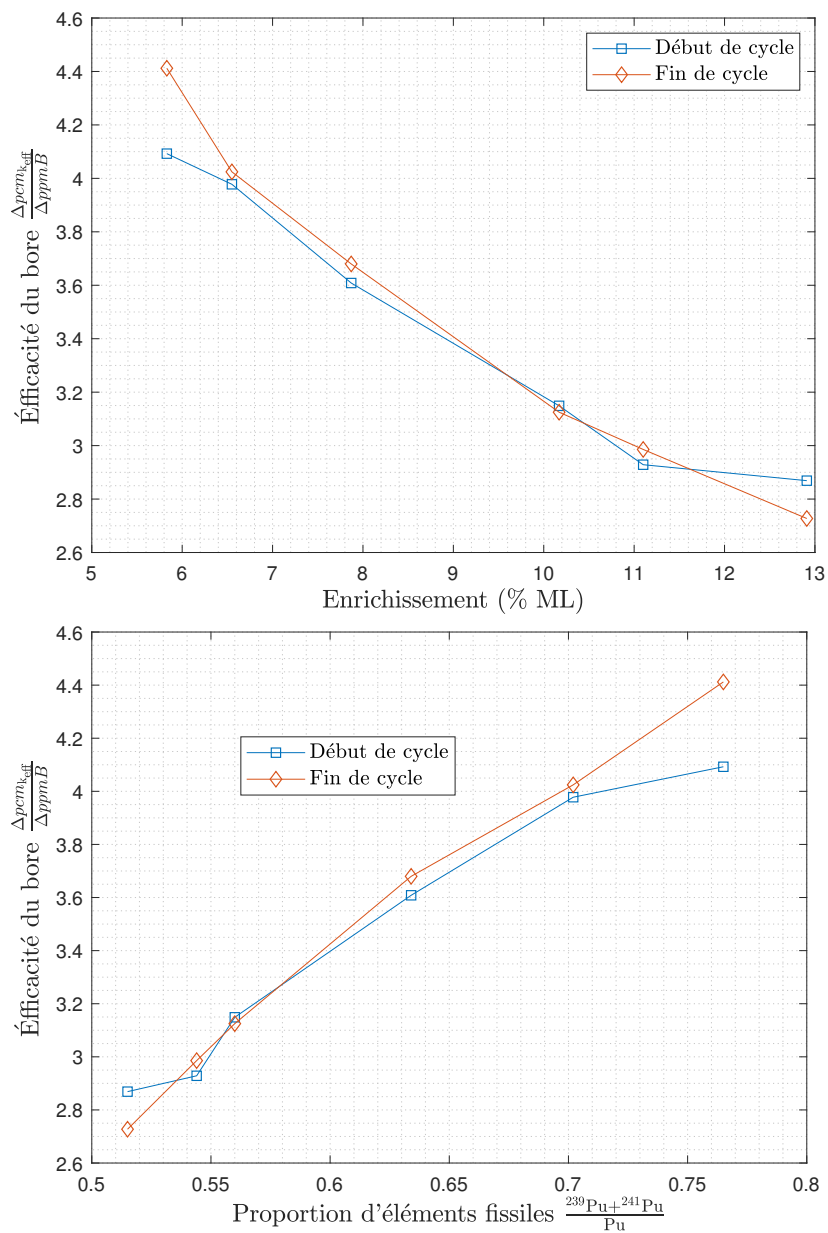 4.6
4.4
4.2
4
3.8
3.6
3.4
3.2
3
2.8
2.6
Éfficacité du bore Δpcm_k_eff / ΔppmB
Début de cycle
Fin de cycle
5 6 7 8 9 10 11 12 13
Enrichissement (% ML)
4.6
4.4
4.2
4
3.8
3.6
3.4
3.2
3
2.8
2.6
Éfficacité du bore Δpcm_k_eff / ΔppmB
Début de cycle
Fin de cycle
0.5 0.55 0.6 0.65 0.7 0.75 0.8
Proportion d'éléments fissiles ²³⁹Pu+²⁴¹Pu / Pu